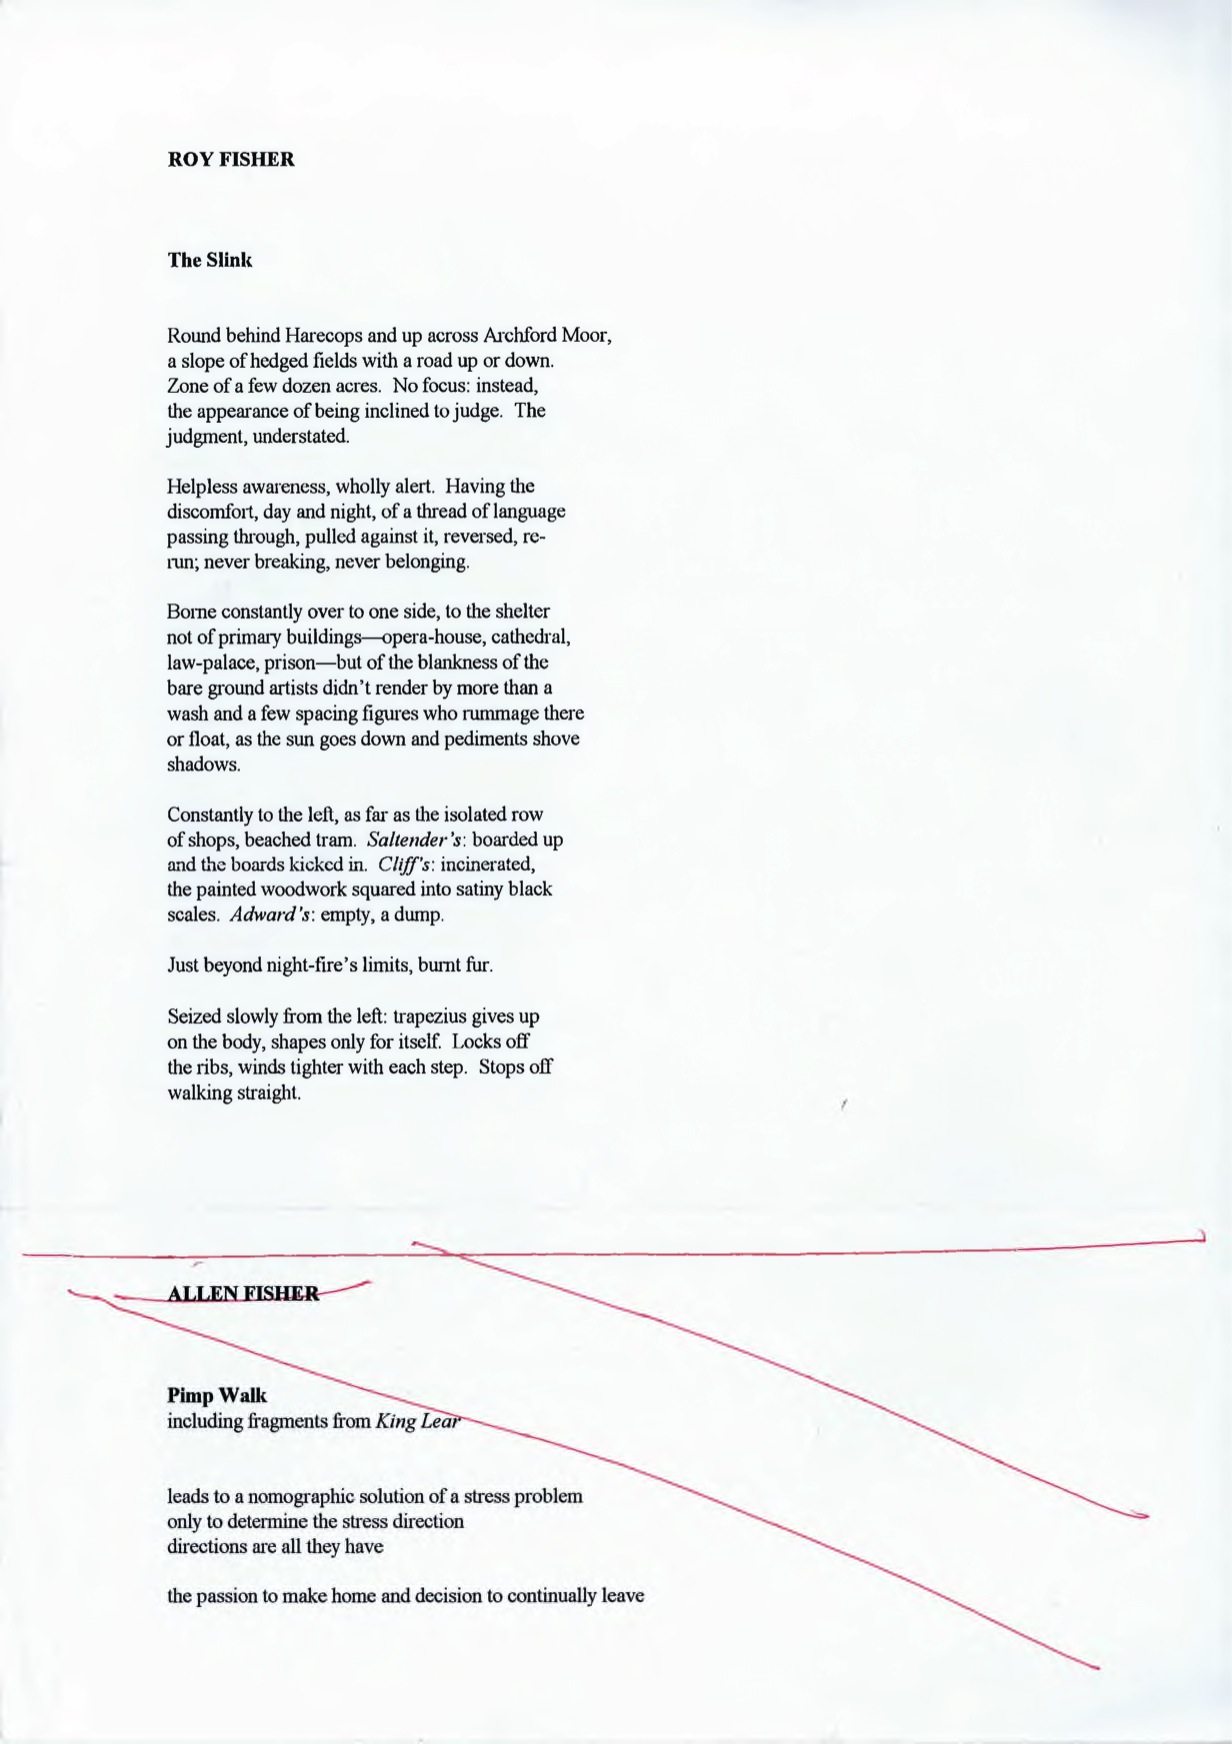 ROY FISHER
The Slink
Round behind Harecops and up across Archford Moor,
a slope of hedged fields with a road up or down.
Zone of a few dozen acres.  No focus: instead,
the appearance of being inclined to judge.  The
judgment, understated.
Helpless awareness, wholly alert.  Having the
discomfort, day and night, of a thread of language
passing through, pulled against it, reversed, re-
run; never breaking, never belonging.
Borne constantly over to one side, to the shelter
not of primary buildings—opera-house, cathedral,
law-palace, prison—but of the blankness of the
bare ground artists didn't render by more than a
wash and a few spacing figures who rummage there
or float, as the sun goes down and pediments shove
shadows.
Constantly to the left, as far as the isolated row
of shops, beached tram.  Saltender's: boarded up
and the boards kicked in.  Cliff's: incinerated,
the painted woodwork squared into satiny black
scales.  Adward's: empty, a dump.
Just beyond night-fire's limits, burnt fur.
Seized slowly from the left: trapezius gives up
on the body, shapes only for itself.  Locks off
the ribs, winds tighter with each step.  Stops off
walking straight.
ALLEN FISHER
Pimp Walk
including fragments from King Lear
leads to a nomographic solution of a stress problem
only to determine the stress direction
directions are all they have
the passion to make home and decision to continually leave